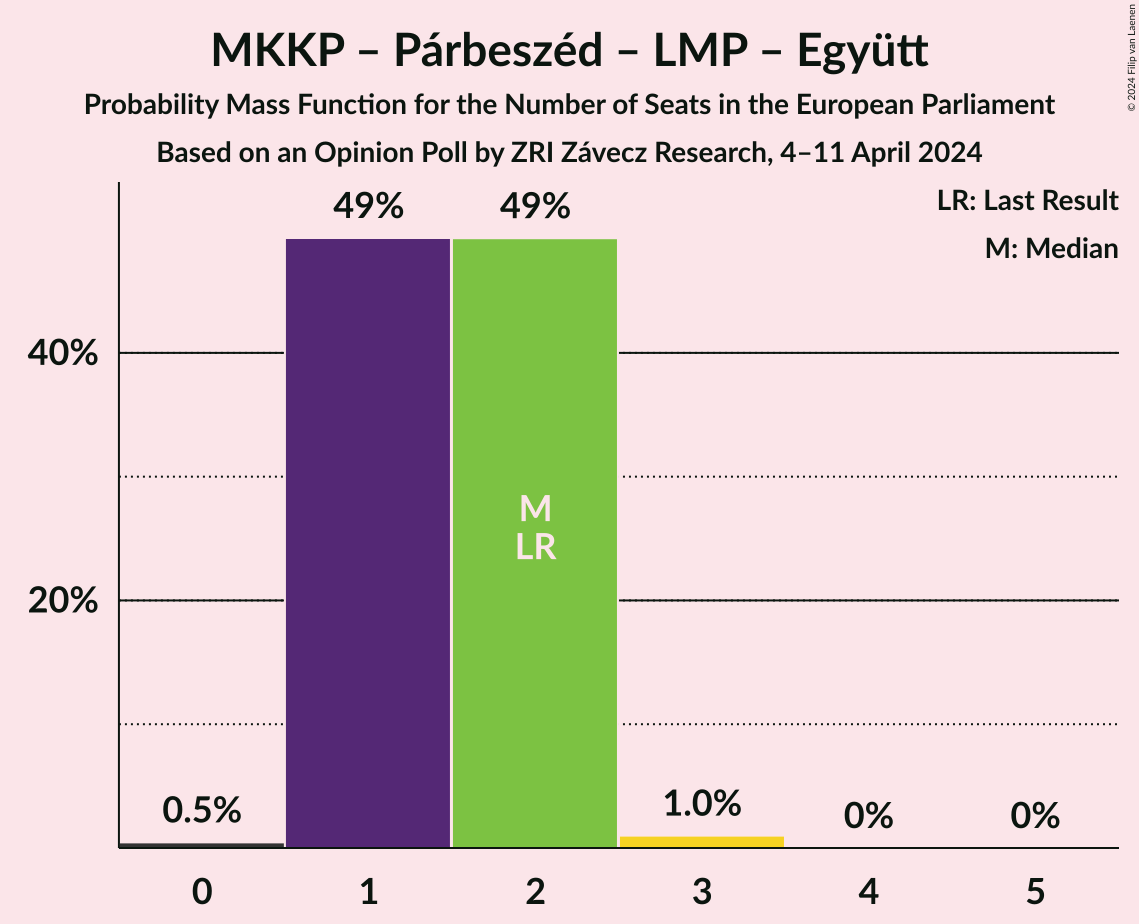 MKKP – Párbeszéd – LMP – Együtt
Probability Mass Function for the Number of Seats in the European Parliament
Based on an Opinion Poll by ZRI Závecz Research, 4–11 April 2024
© 2024 Filip van Laenen
LR: Last Result
M: Median
49%
49%
40%
M
LR
20%
0.5%
1.0%
0%
0%
0
1
2
3
4
5